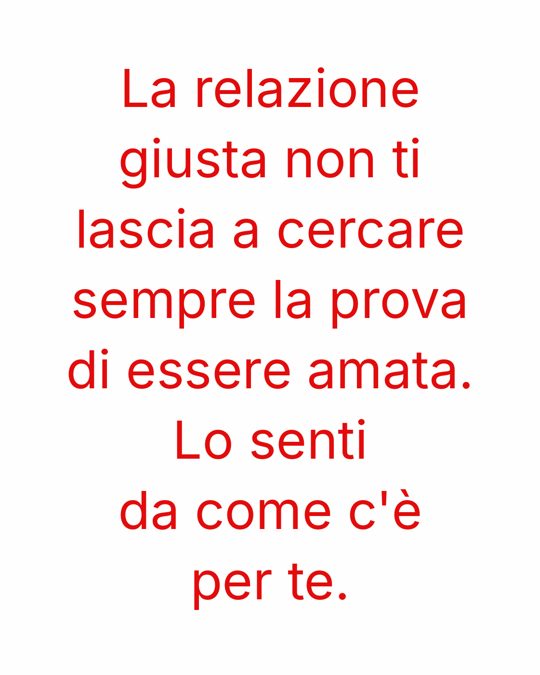 La relazione
giusta non ti
lascia a cercare
sempre la prova
di essere amata.
Lo senti
da come c'è
per te.